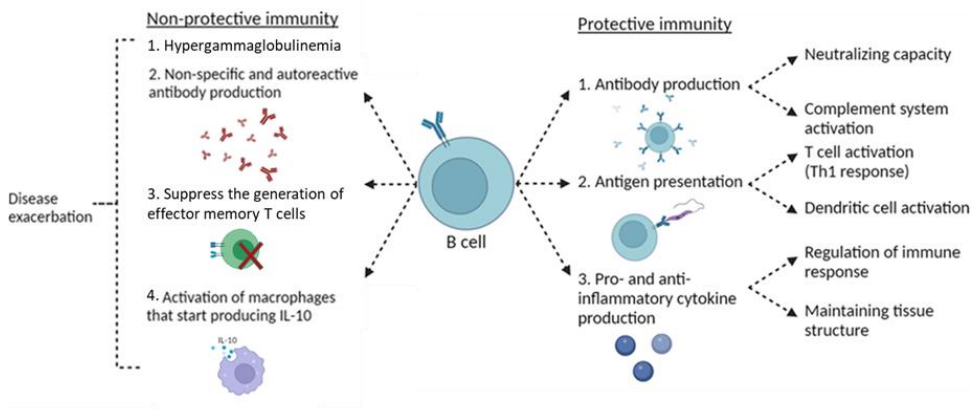 Non-protective immunity
1. Hypergammaglobulinemia
2. Non-specific and autoreactive
antibody production
3. Suppress the generation of
effector memory T cells
4. Activation of macrophages
that start producing IL-10
IL-10
Disease
exacerbation
B cell
Protective immunity
1. Antibody production
2. Antigen presentation
3. Pro- and anti-
inflammatory cytokine
production
Neutralizing capacity
Complement system
activation
T cell activation
(Th1 response)
Dendritic cell activation
Regulation of immune
response
Maintaining tissue
structure